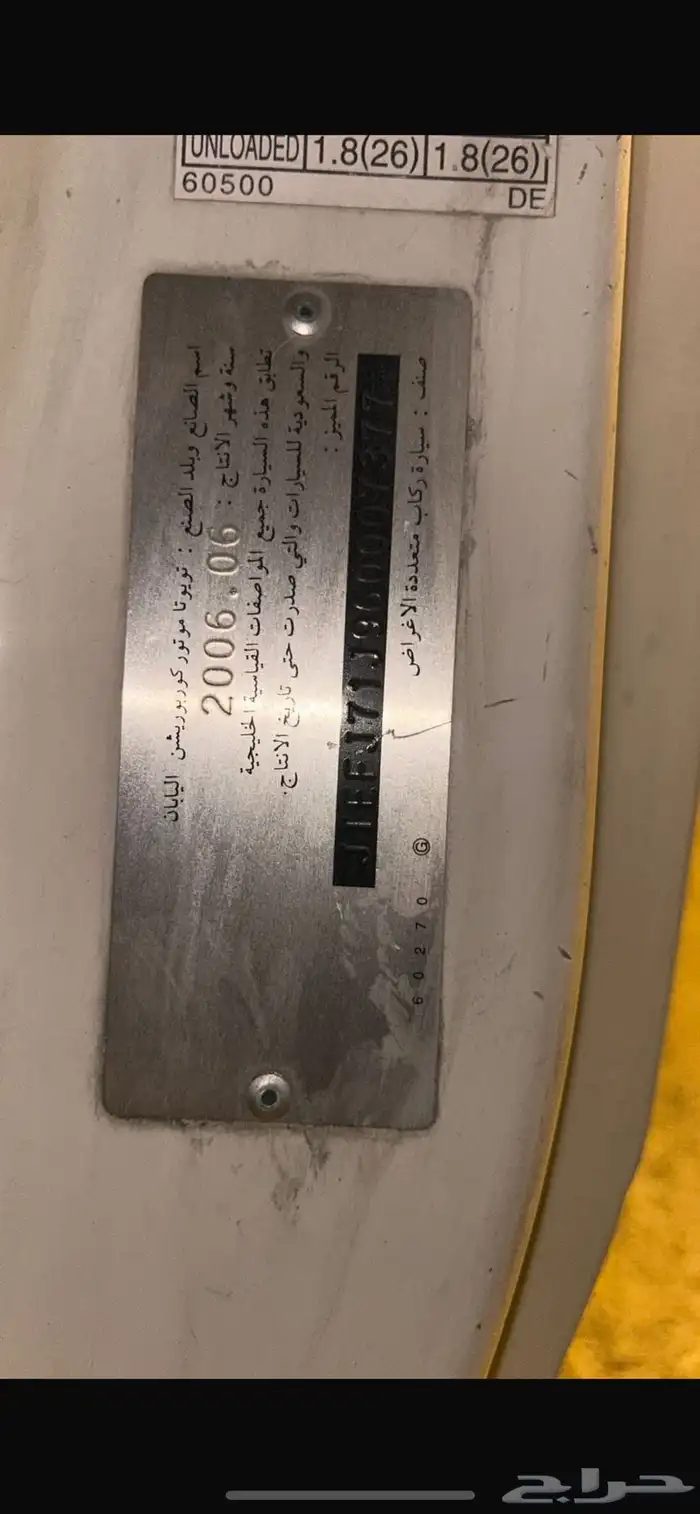 UNLOADED 1.8(26) 1.8(26)
60500 DE
اسم الصانع وبلد الصنع : تويوتا موتور كوربوريشن اليابان
سنة وشهر الانتاج : 2006.06
تطابق هذه السيارة جميع المواصفات القياسية الخليجية
والسعودية للسيارات والتي صدرت حتى تاريخ الانتاج.
الرقم المميز :
صنف : سيارة ركاب متعددة الاغراض
60270 G
حراج